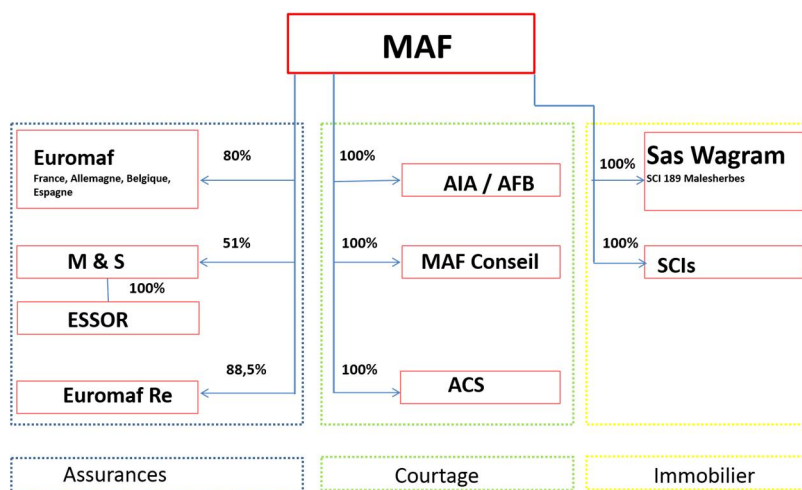 MAF
Euromaf
France, Allemagne, Belgique,
Espagne
80%
M & S
51%
100%
ESSOR
Euromaf Re
88,5%
100%
AIA / AFB
100%
MAF Conseil
100%
ACS
100%
Sas Wagram
SCI 189 Malesherbes
100%
SCIs
Assurances
Courtage
Immobilier